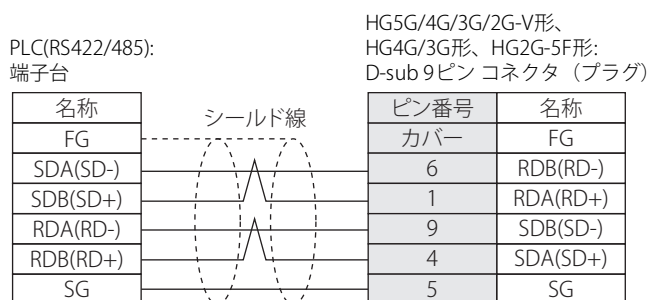 PLC(RS422/485):
端子台
HG5G/4G/3G/2G-V形、
HG4G/3G形、HG2G-5F形:
D-sub 9ピン コネクタ（プラグ）
名称 シールド線 ピン番号 名称
FG カバー FG
SDA(SD-) 6 RDB(RD-)
SDB(SD+) 1 RDA(RD+)
RDA(RD-) 9 SDB(SD-)
RDB(RD+) 4 SDA(SD+)
SG 5 SG